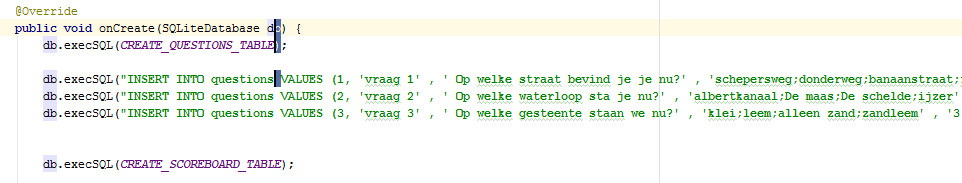 @Override
public void onCreate(SQLiteDatabase db) {
db.execSQL(CREATE_QUESTIONS_TABLE);
db.execSQL("INSERT INTO questions VALUES (1, 'vraag 1' , ' Op welke straat bevind je je nu?' , 'schepersweg;donderweg;banaanstraat;
db.execSQL("INSERT INTO questions VALUES (2, 'vraag 2' , ' Op welke waterloop sta je nu?' , 'albertkanaal;De maas;De schelde;ijzer'
db.execSQL("INSERT INTO questions VALUES (3, 'vraag 3' , ' Op welke gesteente staan we nu?' , 'klei;leem;alleen zand;zandleem' , '3
db.execSQL(CREATE_SCOREBOARD_TABLE);